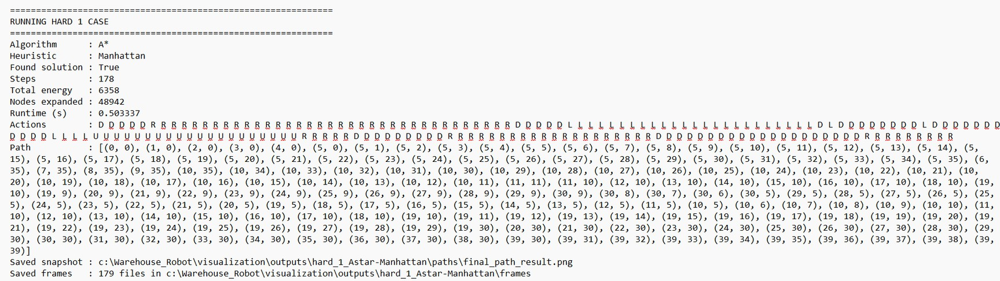 ==============================================================
RUNNING HARD 1 CASE
==============================================================
Algorithm      : A*
Heuristic      : Manhattan
Found solution : True
Steps          : 178
Total energy   : 6358
Nodes expanded : 48942
Runtime (s)    : 0.503337
Actions        : D D D D D R R R R R R R R R R R R R R R R R R R R R R R R R R R R R R R R R R R D D D D D L L L L L L L L L L L L L L L L L L L L L L L L D L D D D D D D D D L D D D D D D D
D D D D L L L L U U U U U U U U U U U U U U U U U U U U R R R R R D D D D D D D D D R R R R R R R R R R R R R R R R R R R R D D D D D D D D D D D D D D D D D D D D R R R R R R R R R
Path           : [(0, 0), (1, 0), (2, 0), (3, 0), (4, 0), (5, 0), (5, 1), (5, 2), (5, 3), (5, 4), (5, 5), (5, 6), (5, 7), (5, 8), (5, 9), (5, 10), (5, 11), (5, 12), (5, 13), (5, 14), (5,
15), (5, 16), (5, 17), (5, 18), (5, 19), (5, 20), (5, 21), (5, 22), (5, 23), (5, 24), (5, 25), (5, 26), (5, 27), (5, 28), (5, 29), (5, 30), (5, 31), (5, 32), (5, 33), (5, 34), (5, 35), (6,
35), (7, 35), (8, 35), (9, 35), (10, 35), (10, 34), (10, 33), (10, 32), (10, 31), (10, 30), (10, 29), (10, 28), (10, 27), (10, 26), (10, 25), (10, 24), (10, 23), (10, 22), (10, 21), (10,
20), (10, 19), (10, 18), (10, 17), (10, 16), (10, 15), (10, 14), (10, 13), (10, 12), (10, 11), (11, 11), (11, 10), (12, 10), (13, 10), (14, 10), (15, 10), (16, 10), (17, 10), (18, 10), (19,
10), (19, 9), (20, 9), (21, 9), (22, 9), (23, 9), (24, 9), (25, 9), (26, 9), (27, 9), (28, 9), (29, 9), (30, 9), (30, 8), (30, 7), (30, 6), (30, 5), (29, 5), (28, 5), (27, 5), (26, 5), (25,
5), (24, 5), (23, 5), (22, 5), (21, 5), (20, 5), (19, 5), (18, 5), (17, 5), (16, 5), (15, 5), (14, 5), (13, 5), (12, 5), (11, 5), (10, 5), (10, 6), (10, 7), (10, 8), (10, 9), (10, 10), (11,
10), (12, 10), (13, 10), (14, 10), (15, 10), (16, 10), (17, 10), (18, 10), (19, 10), (19, 11), (19, 12), (19, 13), (19, 14), (19, 15), (19, 16), (19, 17), (19, 18), (19, 19), (19, 20), (19,
21), (19, 22), (19, 23), (19, 24), (19, 25), (19, 26), (19, 27), (19, 28), (19, 29), (19, 30), (20, 30), (21, 30), (22, 30), (23, 30), (24, 30), (25, 30), (26, 30), (27, 30), (28, 30), (29,
30), (30, 30), (31, 30), (32, 30), (33, 30), (34, 30), (35, 30), (36, 30), (37, 30), (38, 30), (39, 30), (39, 31), (39, 32), (39, 33), (39, 34), (39, 35), (39, 36), (39, 37), (39, 38), (39,
39)]
Saved snapshot : c:\Warehouse_Robot\visualization\outputs\hard_1_Astar-Manhattan\paths\final_path_result.png
Saved frames   : 179 files in c:\Warehouse_Robot\visualization\outputs\hard_1_Astar-Manhattan\frames